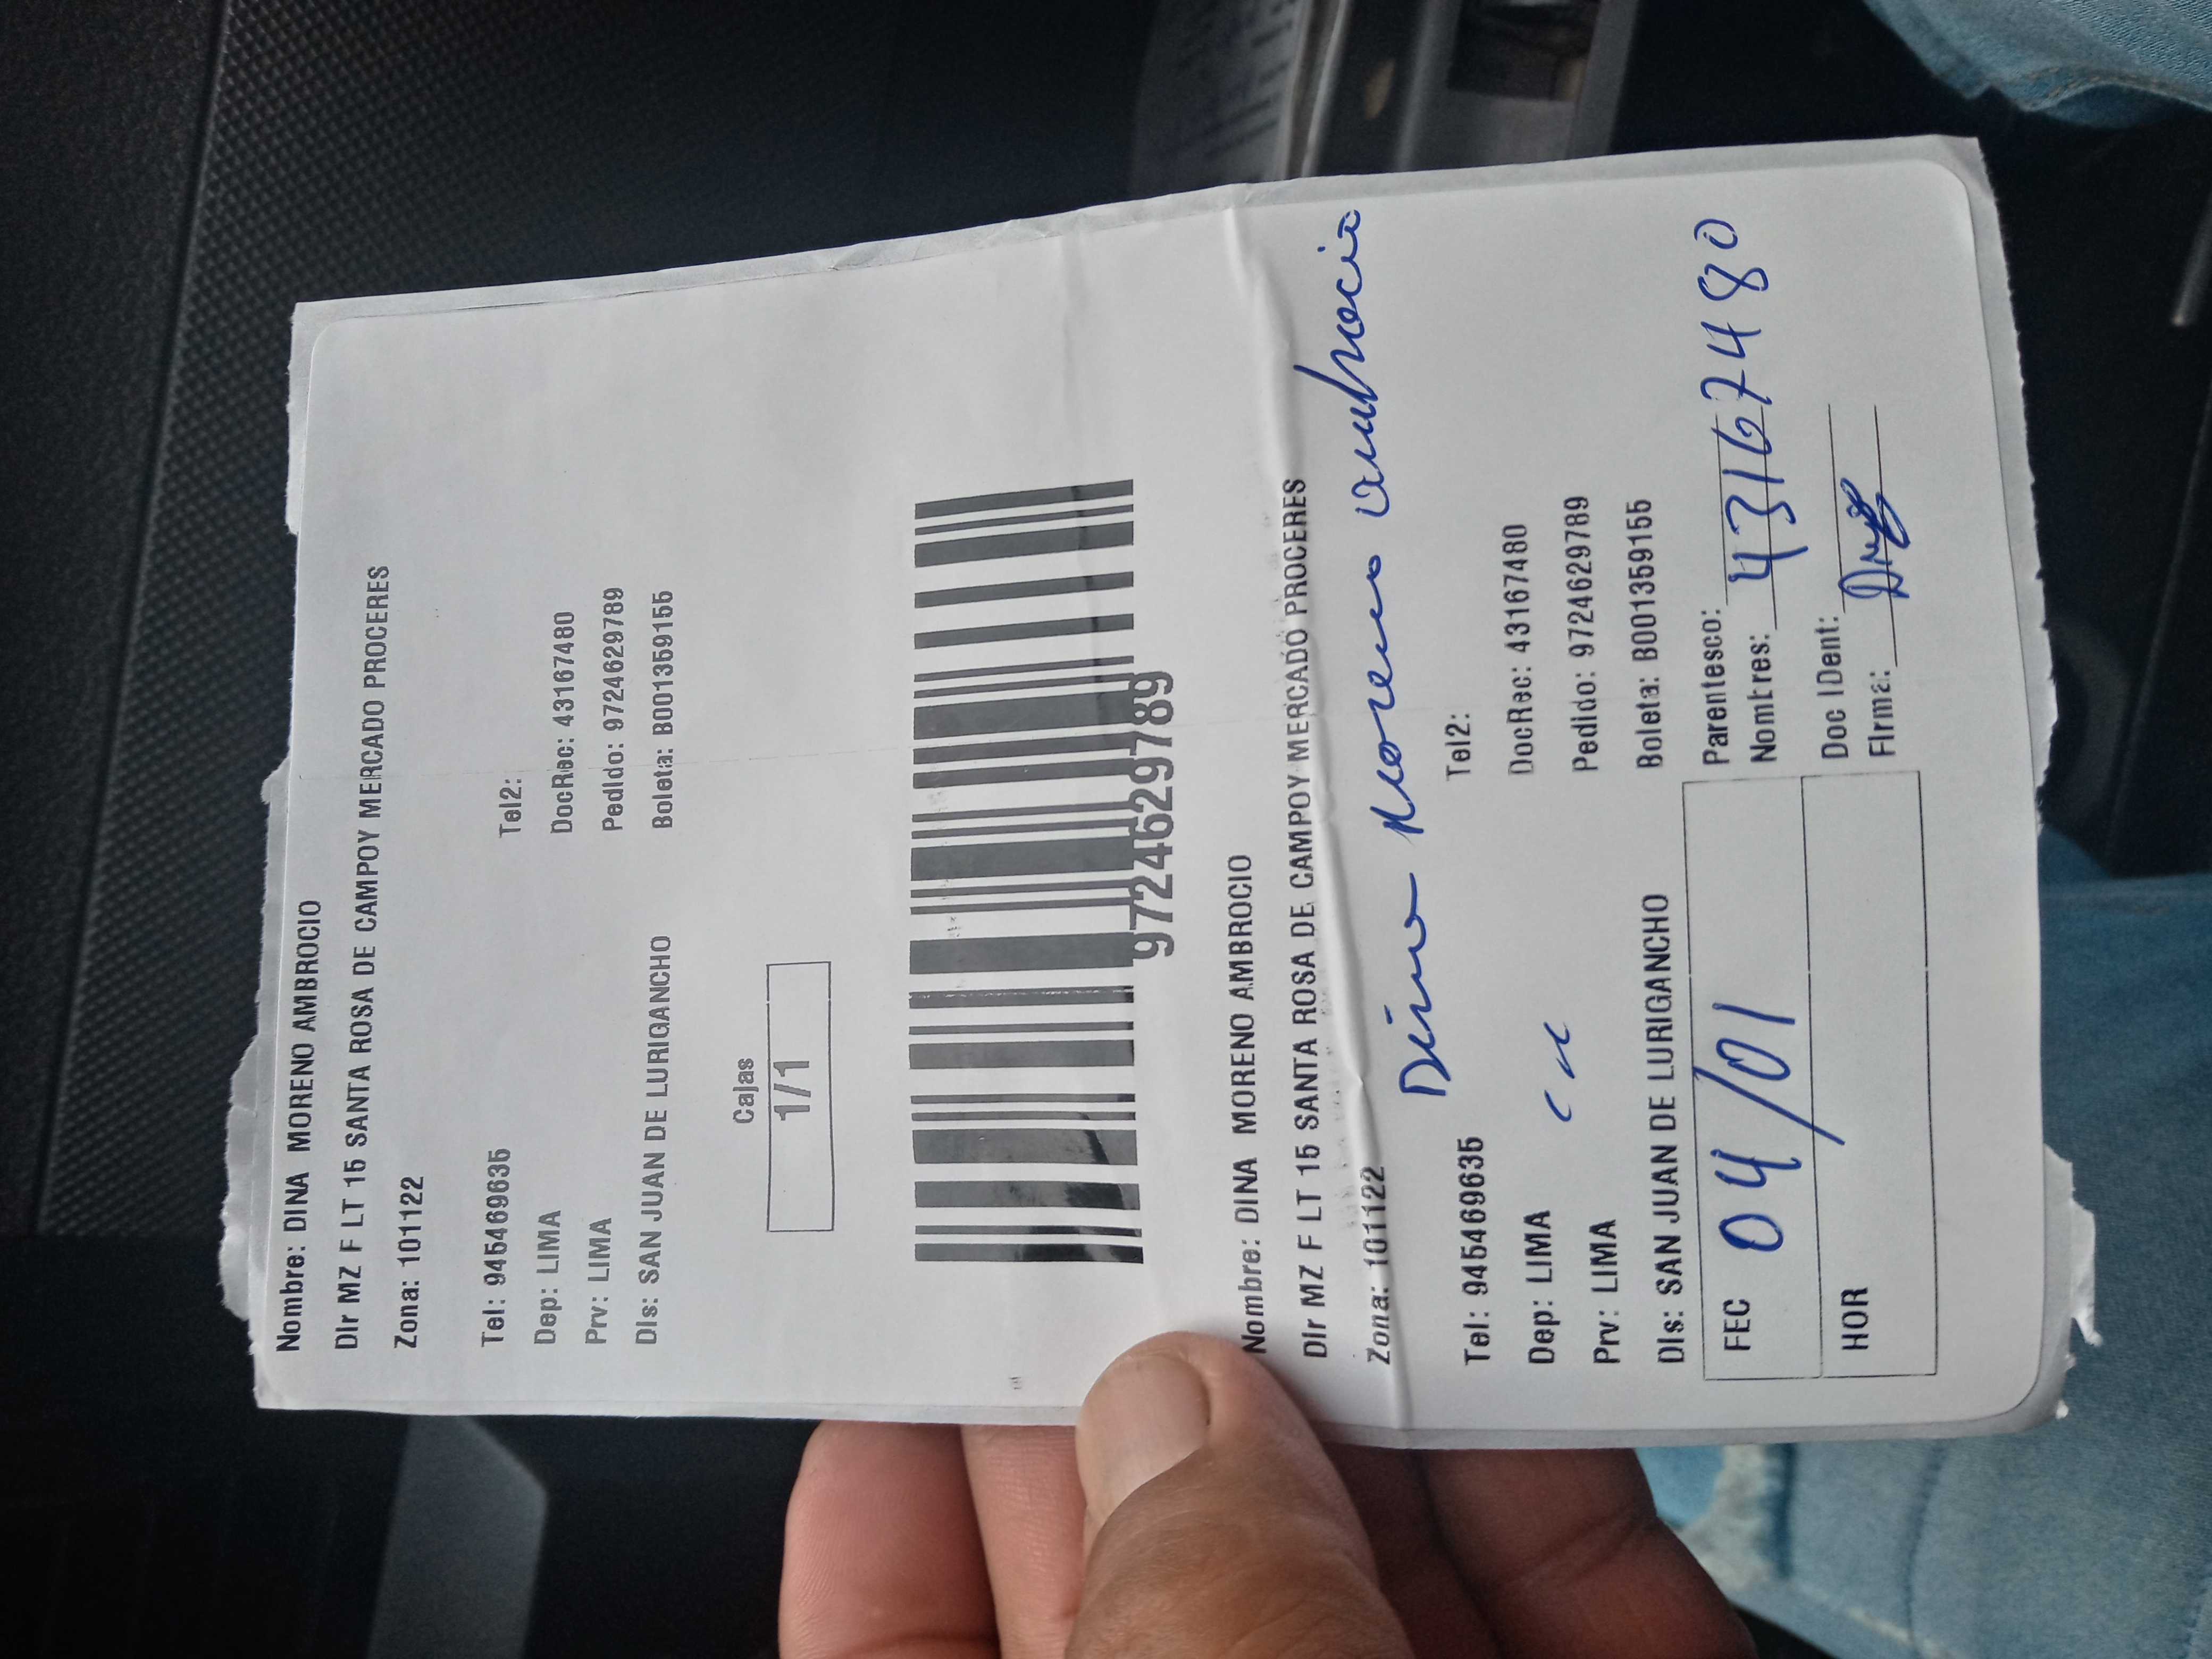 Nombre: DINA MORENO AMBROCIO
Dir MZ F LT 15 SANTA ROSA DE CAMPOY MERCADO PROCERES
Zona: 101122
Tel: 945469635 Tel2:
Dep: LIMA DocRec: 43167480
Prv: LIMA Pedido: 97246629789
Dis: SAN JUAN DE LURIGANCHO Boleta: B001359155
Cajas
1/1
9724629789
Nombre: DINA MORENO AMBROCIO
Dir MZ F LT 15 SANTA ROSA DE CAMPOY MERCADO PROCERES
Zona: 101122
Dina Moreno ambrocio
Tel: 945469635 Tel2:
Dep: LIMA DocRec: 43167480
Prv: LIMA Pedido: 9724629789
Dis: SAN JUAN DE LURIGANCHO Boleta: B001359155
FEC 04/01 Parentesco:
Nombres: 43167480
HOR Doc IDent:
Firma: